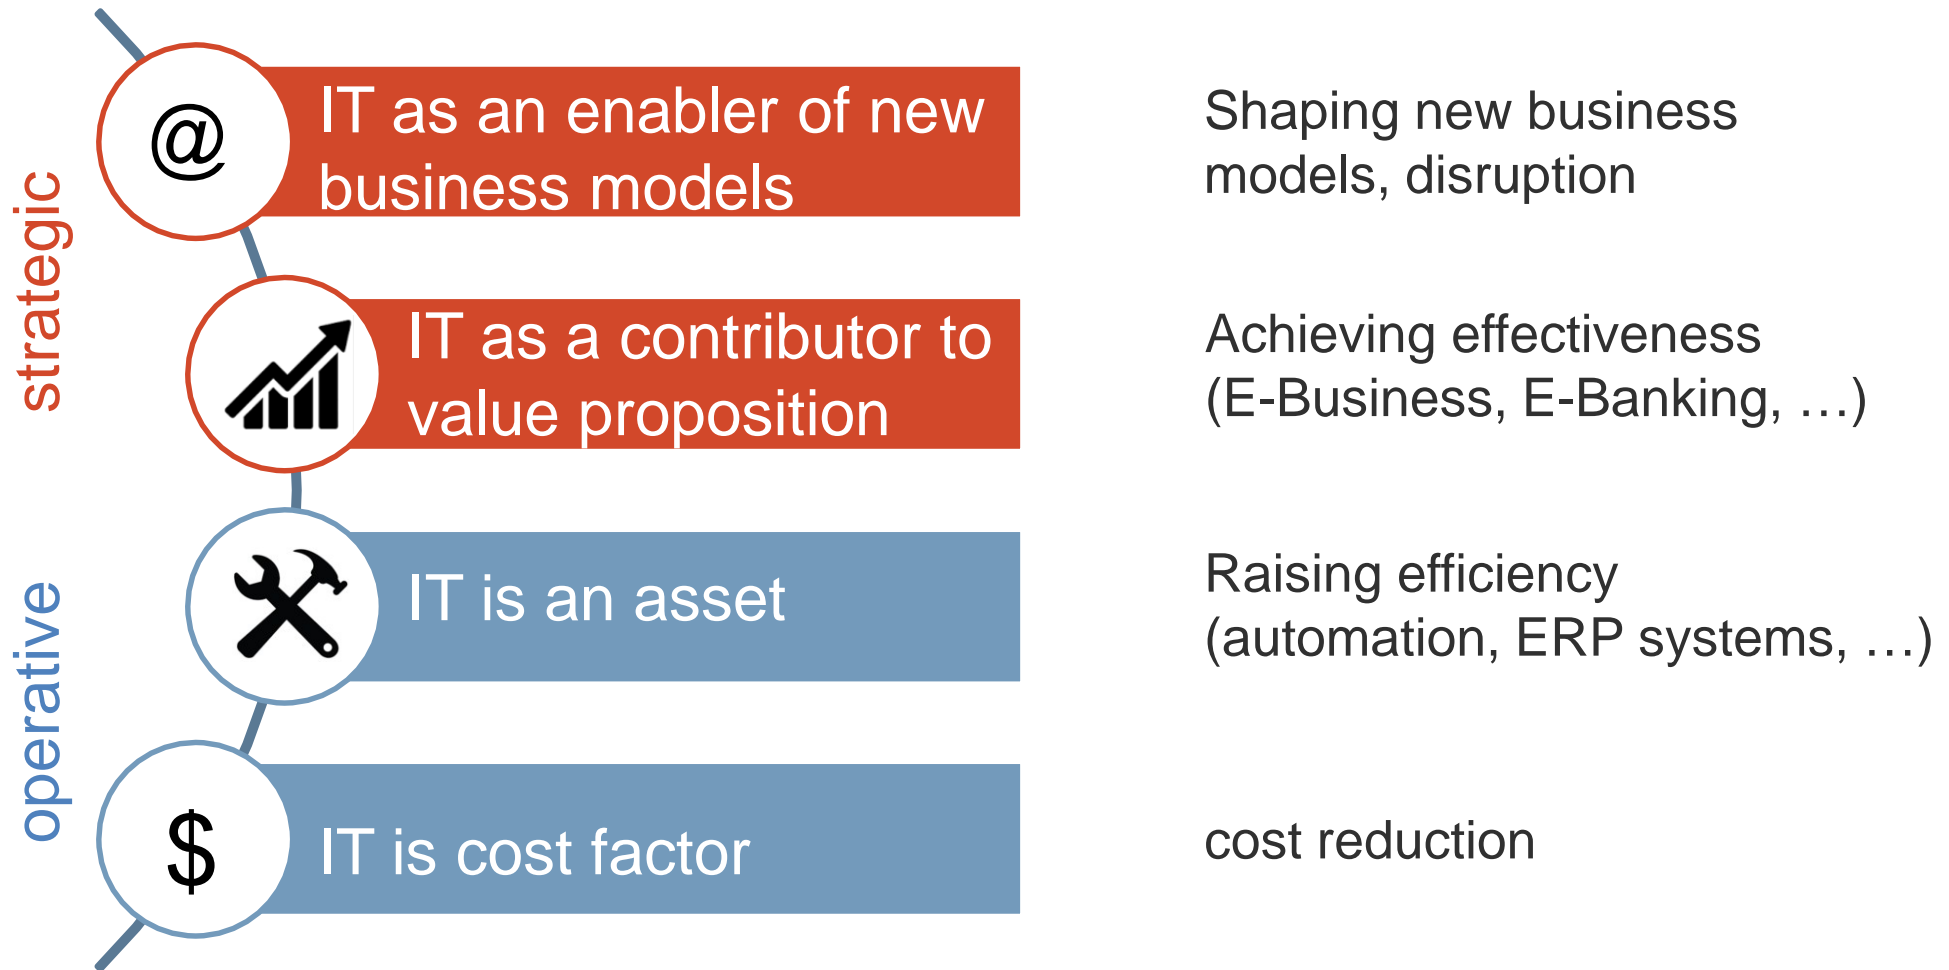 strategic
@
IT as an enabler of new
business models
Shaping new business
models, disruption
IT as a contributor to
value proposition
Achieving effectiveness
(E-Business, E-Banking, …)
operative
IT is an asset
Raising efficiency
(automation, ERP systems, …)
$
IT is cost factor
cost reduction